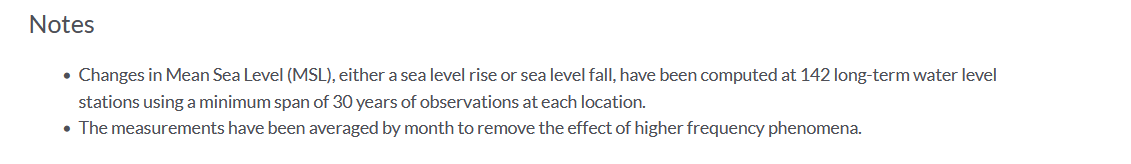 Notes
• Changes in Mean Sea Level (MSL), either a sea level rise or sea level fall, have been computed at 142 long-term water level
stations using a minimum span of 30 years of observations at each location.
• The measurements have been averaged by month to remove the effect of higher frequency phenomena.